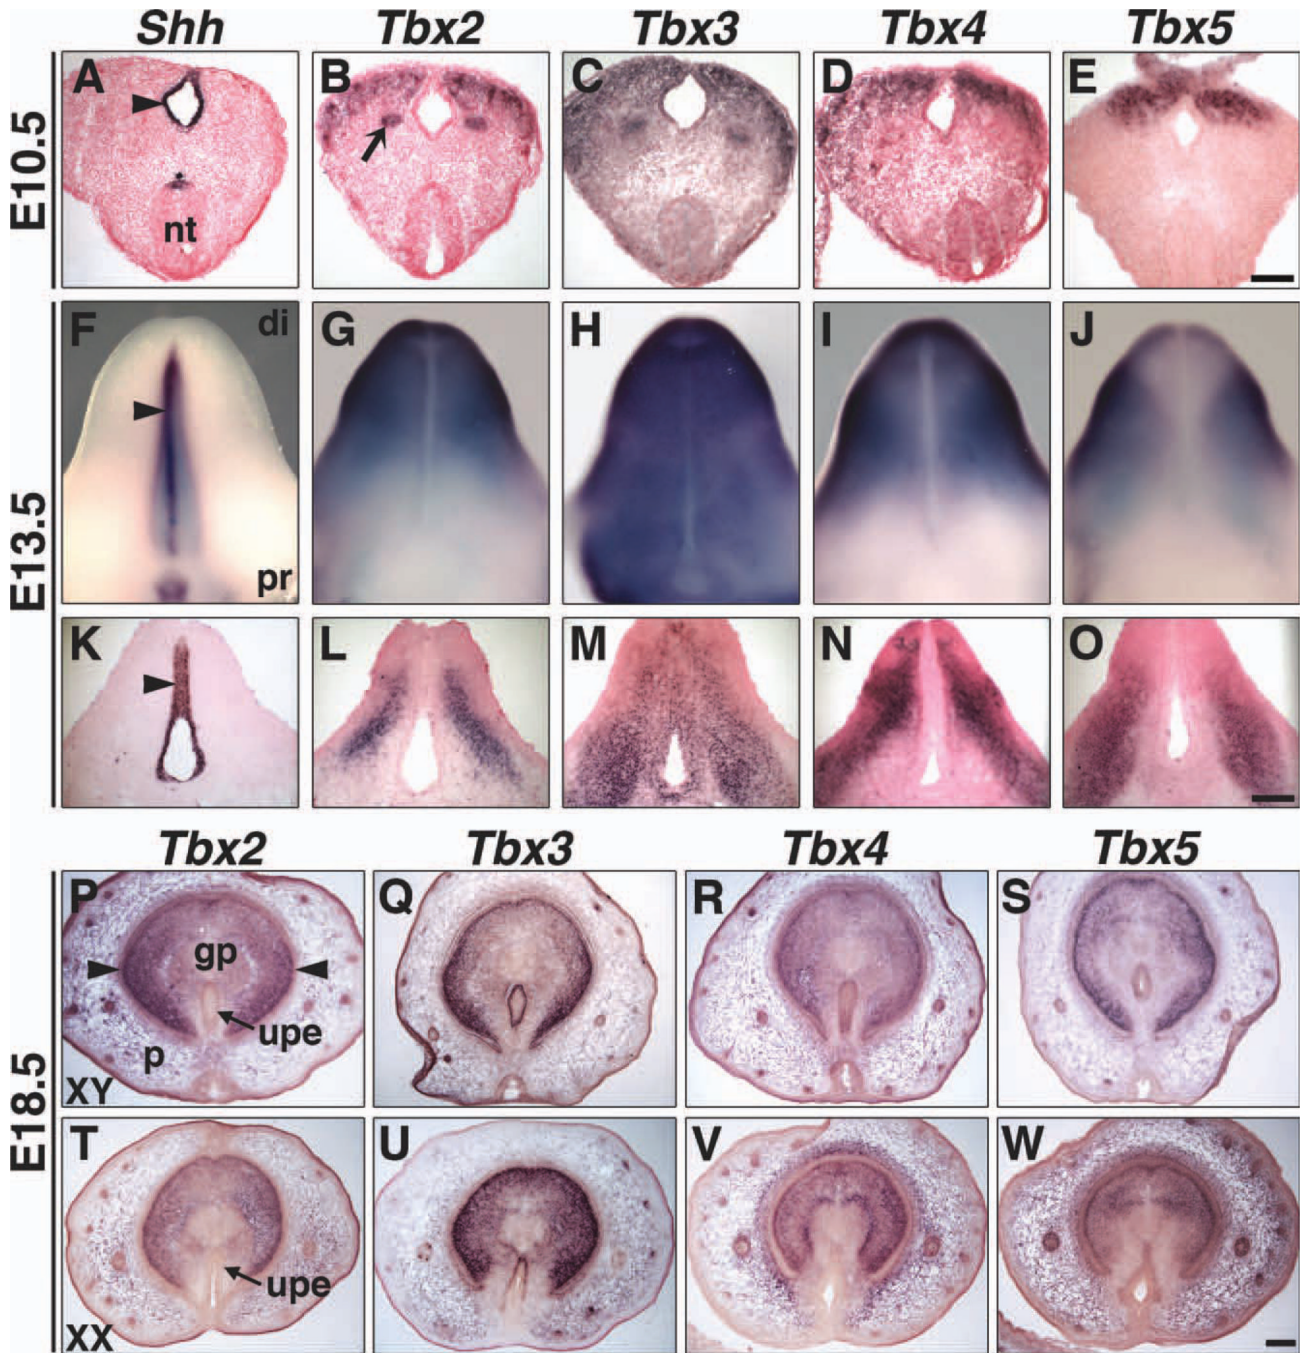 Shh Tbx2 Tbx3 Tbx4 Tbx5
E10.5
A B C D E
nt
E13.5
F di G H I J
pr
K L M N O
Tbx2 Tbx3 Tbx4 Tbx5
E18.5
P Q R S
gp
upe
p
XY
T U V W
upe
XX